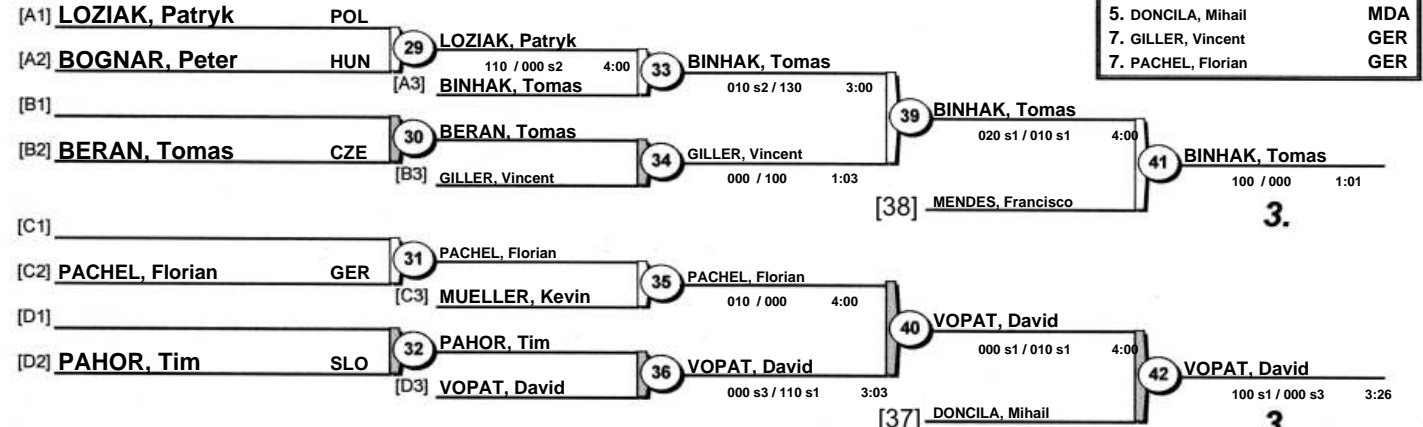 [A1] LOZIAK, Patryk POL
5. DONCILA, Mihail MDA
7. GILLER, Vincent GER
7. PACHEL, Florian GER
29 LOZIAK, Patryk
[A2] BOGNAR, Peter HUN
110 / 000 s2 4:00
33 BINHAK, Tomas
[A3] BINHAK, Tomas
010 s2 / 130 3:00
[B1]
39 BINHAK, Tomas
30 BERAN, Tomas
020 s1 / 010 s1 4:00
[B2] BERAN, Tomas CZE
34 GILLER, Vincent
41 BINHAK, Tomas
[B3] GILLER, Vincent
000 / 100 1:03
100 / 000 1:01
[38] MENDES, Francisco
3.
[C1]
31 PACHEL, Florian
[C2] PACHEL, Florian GER
35 PACHEL, Florian
[C3] MUELLER, Kevin
010 / 000 4:00
[D1]
40 VOPAT, David
32 PAHOR, Tim
000 s1 / 010 s1 4:00
[D2] PAHOR, Tim SLO
36 VOPAT, David
42 VOPAT, David
[D3] VOPAT, David
000 s3 / 110 s1 3:03
100 s1 / 000 s3 3:26
[37] DONCILA, Mihail
3.